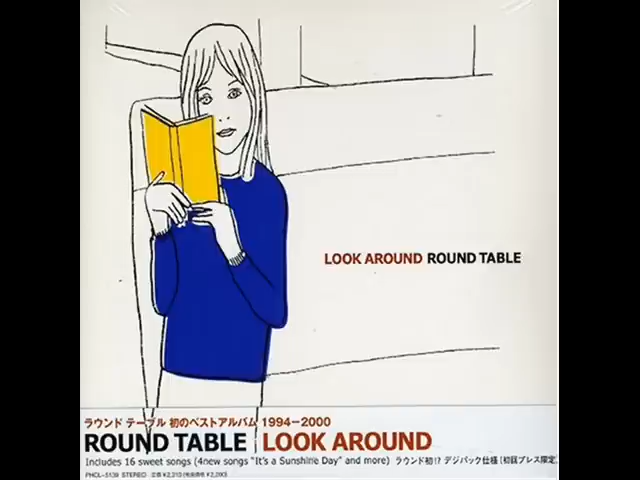 LOOK AROUND ROUND TABLE
ラウンド テーブル 初のベストアルバム 1994-2000
ROUND TABLE LOOK AROUND
Includes 16 sweet songs (4new songs "It's a Sunshine Day" and more) ラウンド初!? デジパック仕様 (初回プレス限定
PHCL-5139 STEREO